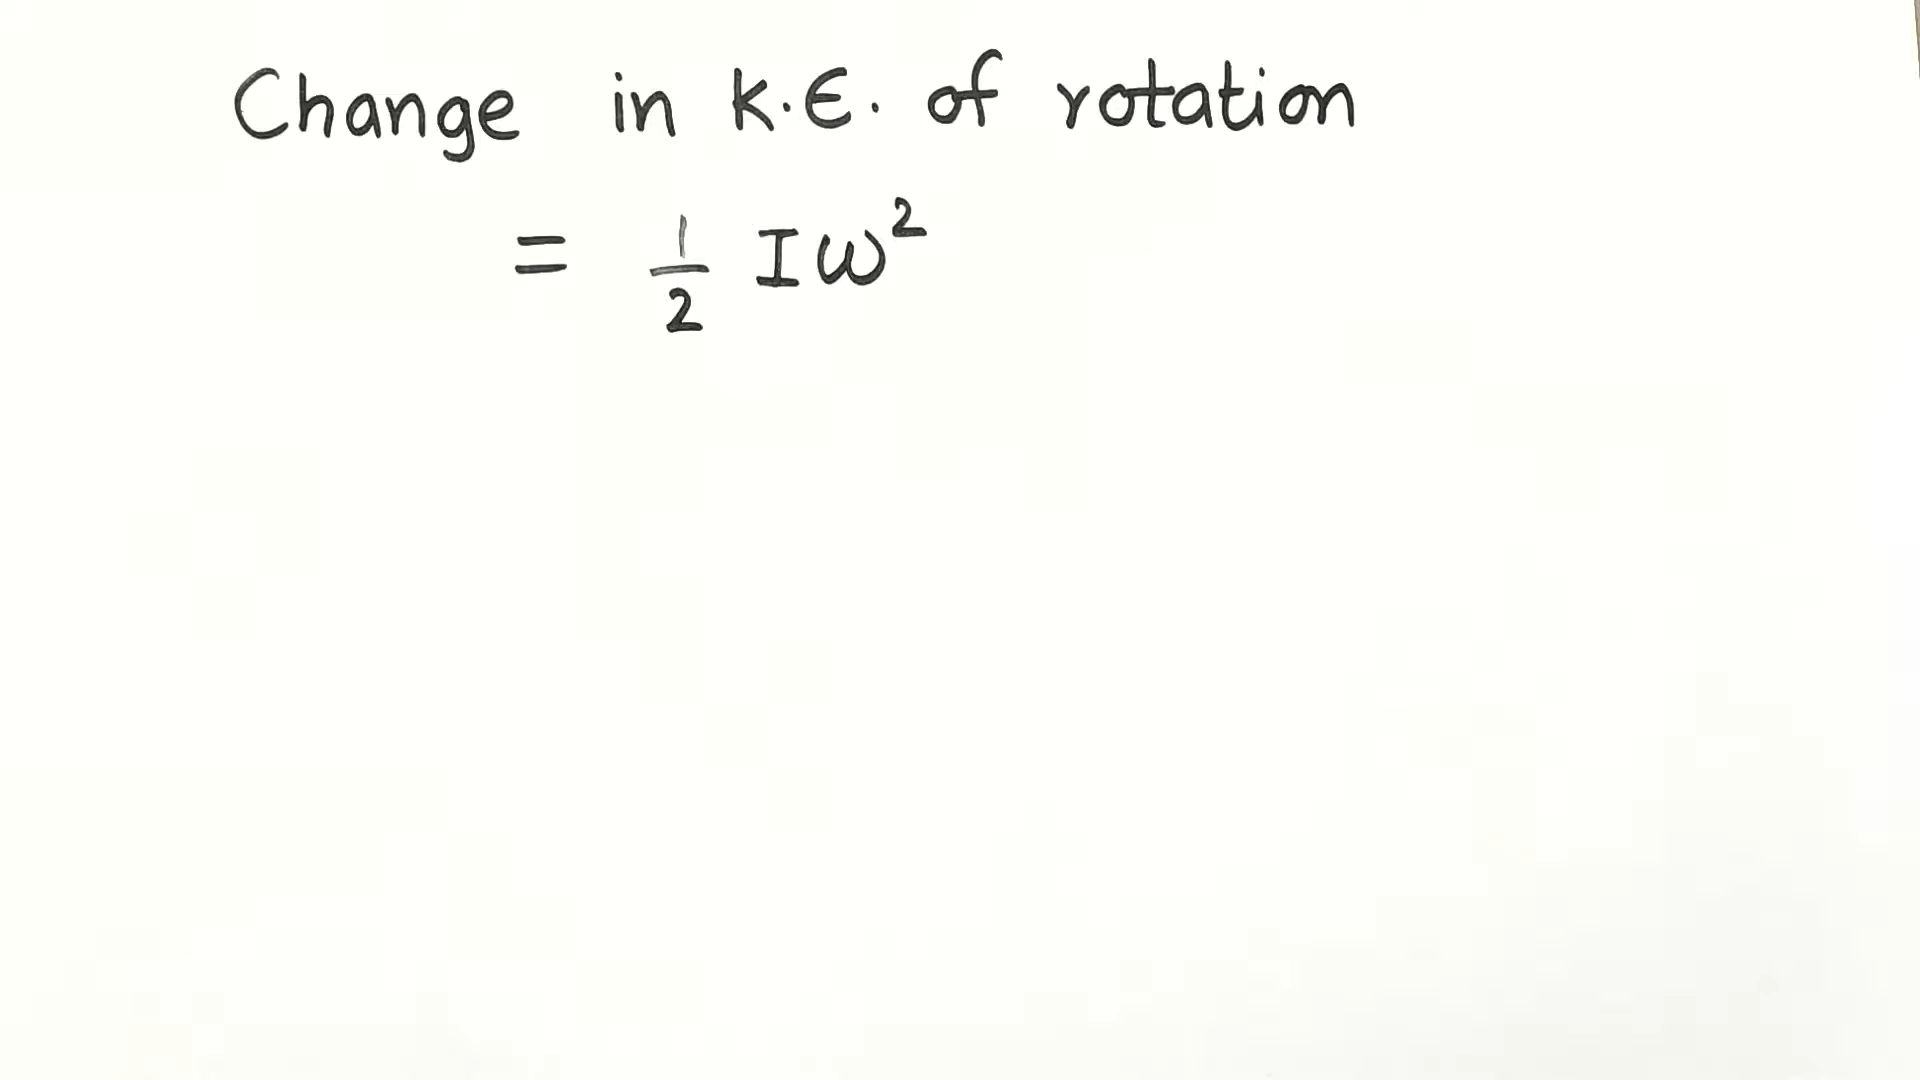 Change in K.E. of rotation
= 1/2 Iω²